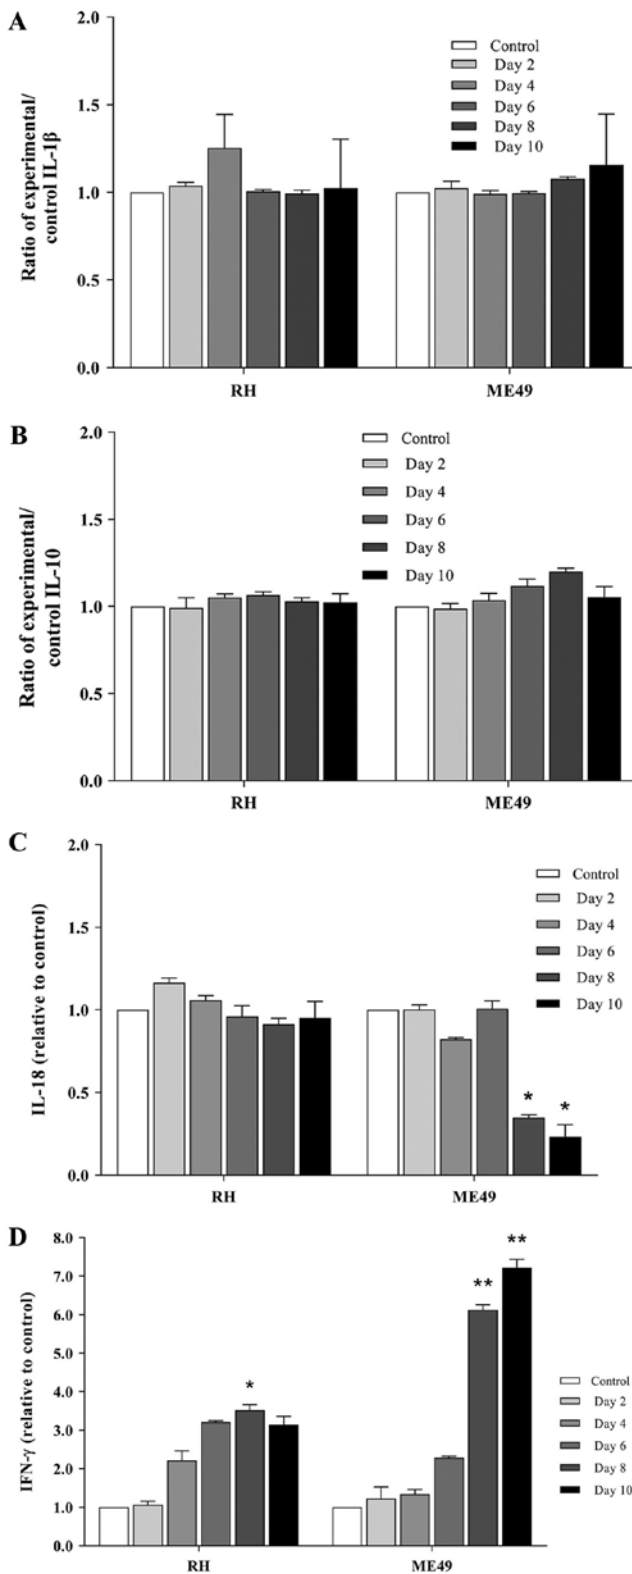 A
Ratio of experimental/
control IL-1β
2.0
1.5
1.0
0.5
0.0
Control
Day 2
Day 4
Day 6
Day 8
Day 10
RH
ME49
B
Ratio of experimental/
control IL-10
2.0
1.5
1.0
0.5
0.0
Control
Day 2
Day 4
Day 6
Day 8
Day 10
RH
ME49
C
IL-18 (relative to control)
2.0
1.5
1.0
0.5
0.0
Control
Day 2
Day 4
Day 6
Day 8
Day 10
*
*
RH
ME49
D
IFN-γ (relative to control)
8.0
7.0
6.0
5.0
4.0
3.0
2.0
1.0
0.0
*
**
**
Control
Day 2
Day 4
Day 6
Day 8
Day 10
RH
ME49